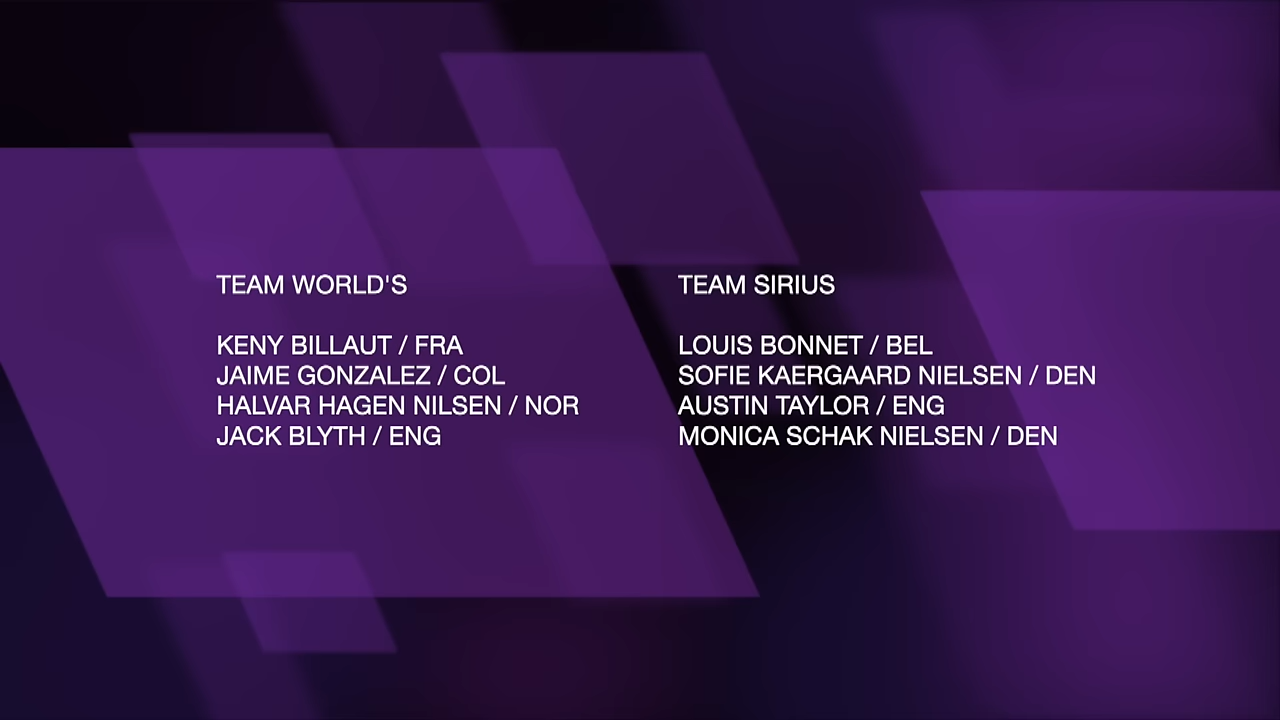 TEAM WORLD'S
KENY BILLAUT / FRA
JAIME GONZALEZ / COL
HALVAR HAGEN NILSEN / NOR
JACK BLYTH / ENG
TEAM SIRIUS
LOUIS BONNET / BEL
SOFIE KAERGAARD NIELSEN / DEN
AUSTIN TAYLOR / ENG
MONICA SCHAK NIELSEN / DEN